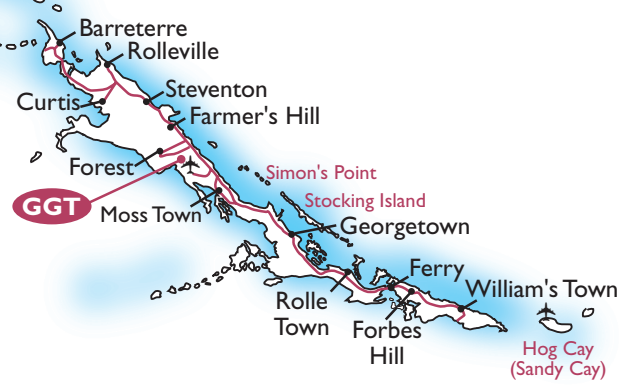 Barreterre
Rolleville
Steventon
Curtis
Farmer's Hill
Forest
Simon's Point
GGT
Moss Town
Stocking Island
Georgetown
Ferry
William's Town
Rolle
Town
Forbes
Hill
Hog Cay
(Sandy Cay)